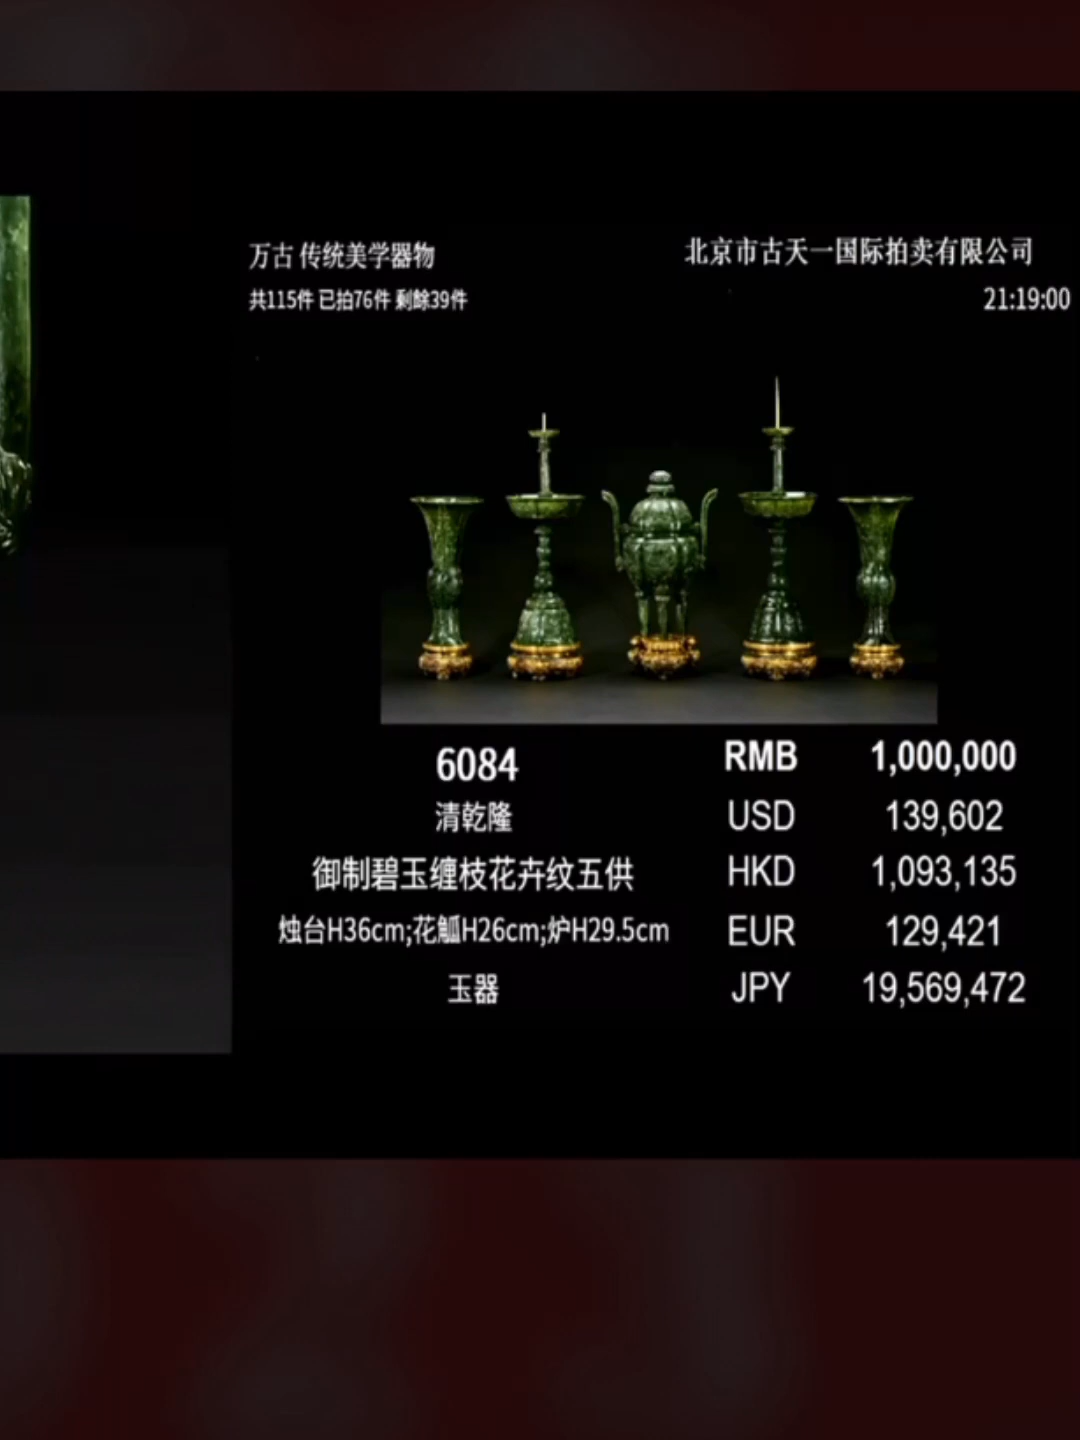 万古 传统美学器物
北京市古天一国际拍卖有限公司
共115件 已拍76件 剩餘39件
21:19:00
6084
清乾隆
御制碧玉缠枝花卉纹五供
烛台H36cm;花觚H26cm;炉H29.5cm
玉器
RMB 1,000,000
USD 139,602
HKD 1,093,135
EUR 129,421
JPY 19,569,472